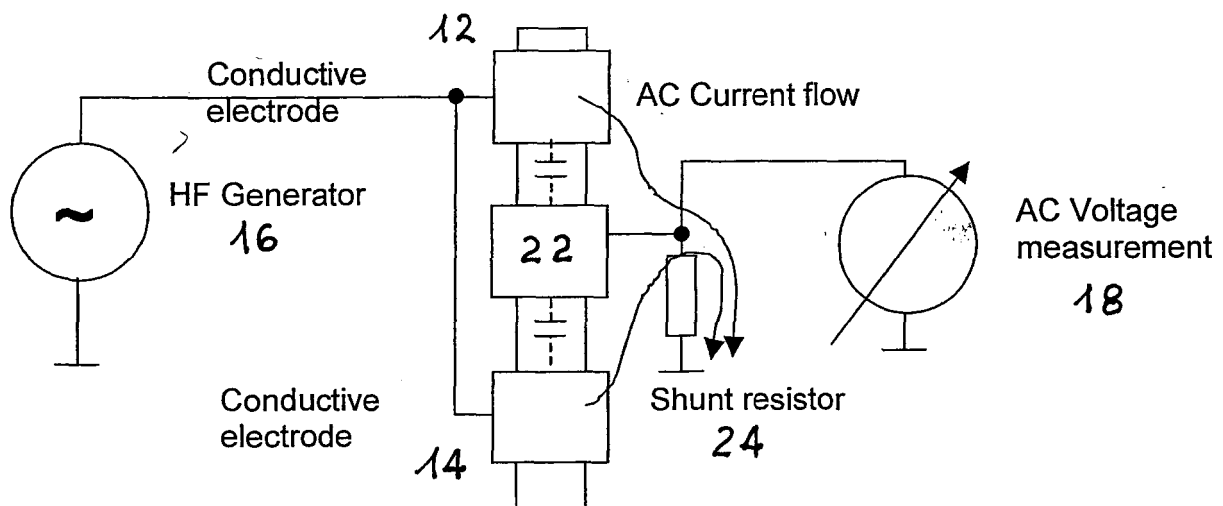 12
Conductive
electrode
AC Current flow
~
HF Generator
16
22
AC Voltage
measurement
18
Conductive
electrode
14
Shunt resistor
24